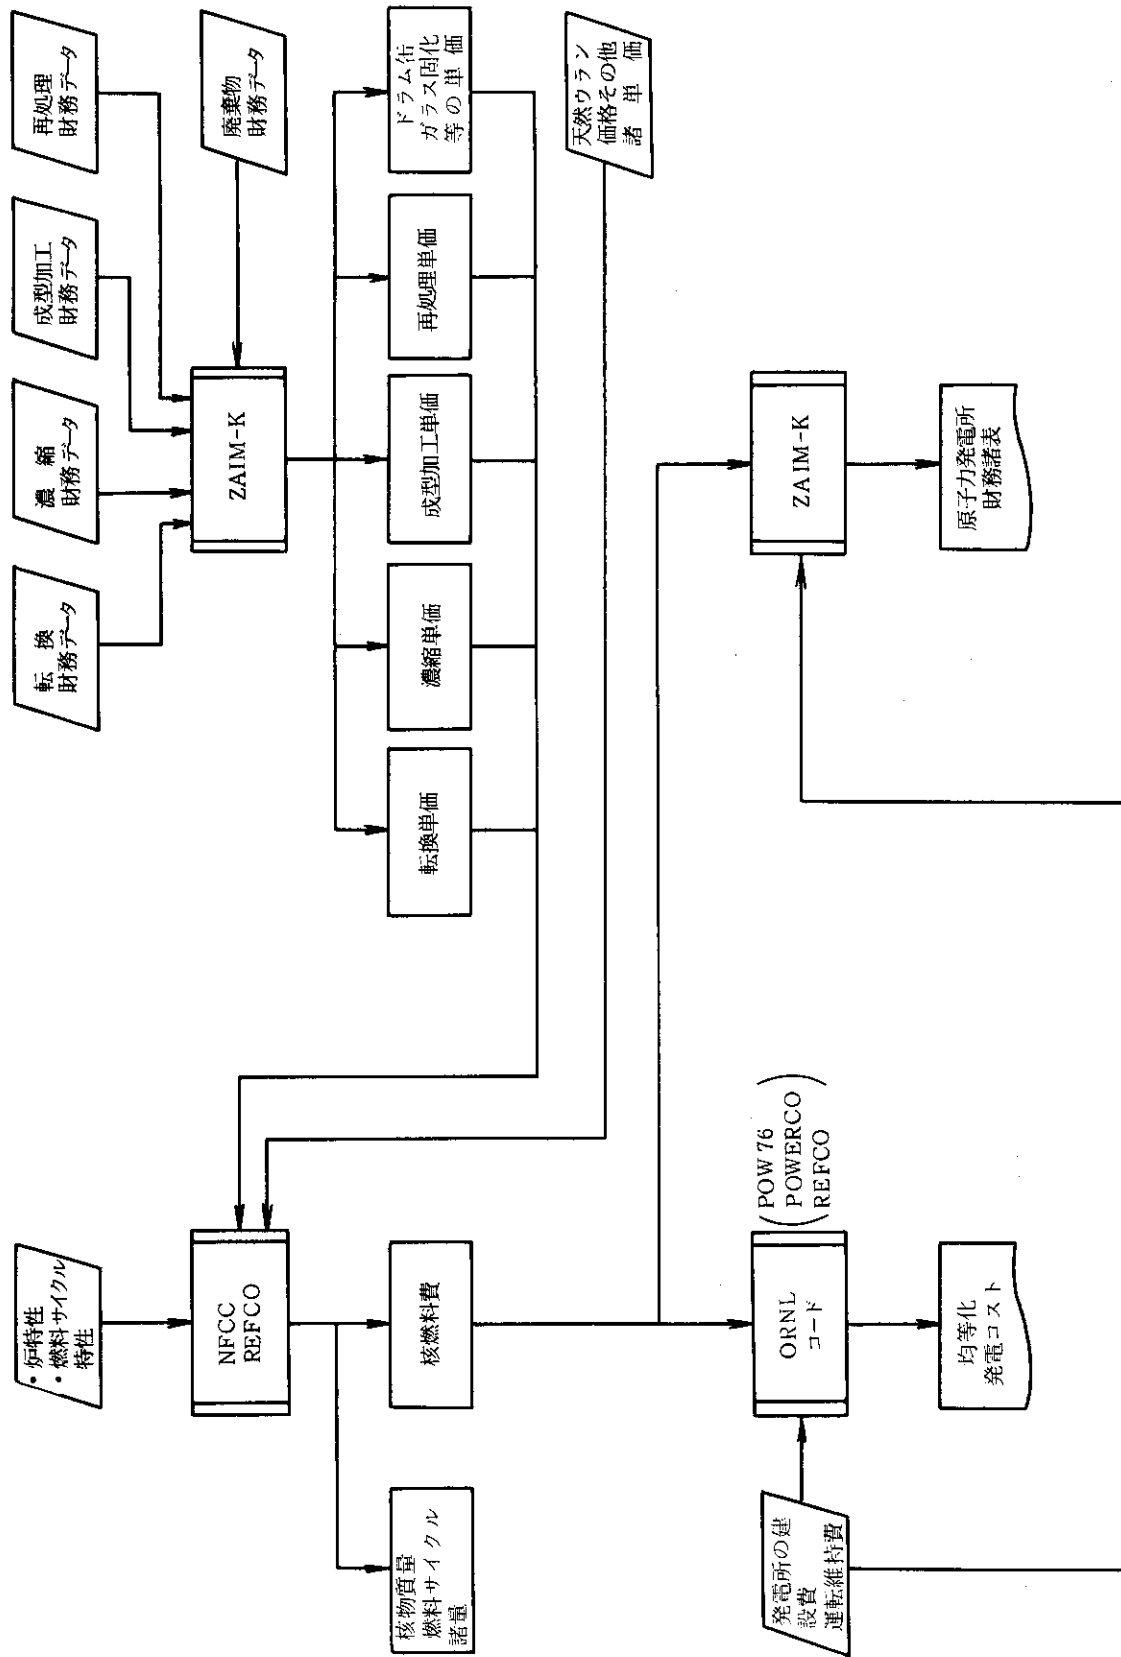 ・炉特性
・燃料サイクル
特性
転　換
財務データ
濃　縮
財務データ
成型加工
財務データ
再処理
財務データ
NFCC
REFCO
ZAIM-K
廃棄物
財務データ
核物質量
燃料サイクル
諸量
核燃料費
転換単価
濃縮単価
成型加工単価
再処理単価
ドラム缶
ガラス固化
等の単価
天然ウラン
価格その他
諸　単　価
発電所の建
設費
運転維持費
ORNL
コード
(POW 76
POWERCO
REFCO)
ZAIM-K
均等化
発電コスト
原子力発電所
財務諸表